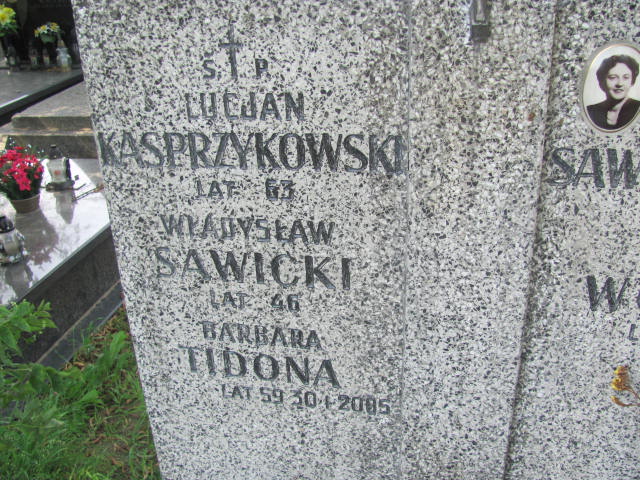 Ś P.
LUCJAN
KASPRZYKOWSKI
LAT 63
WŁADYSŁAW
SAWICKI
LAT 46
BARBARA
TIDONA
LAT 59 30·I·2005
SAW
W
L